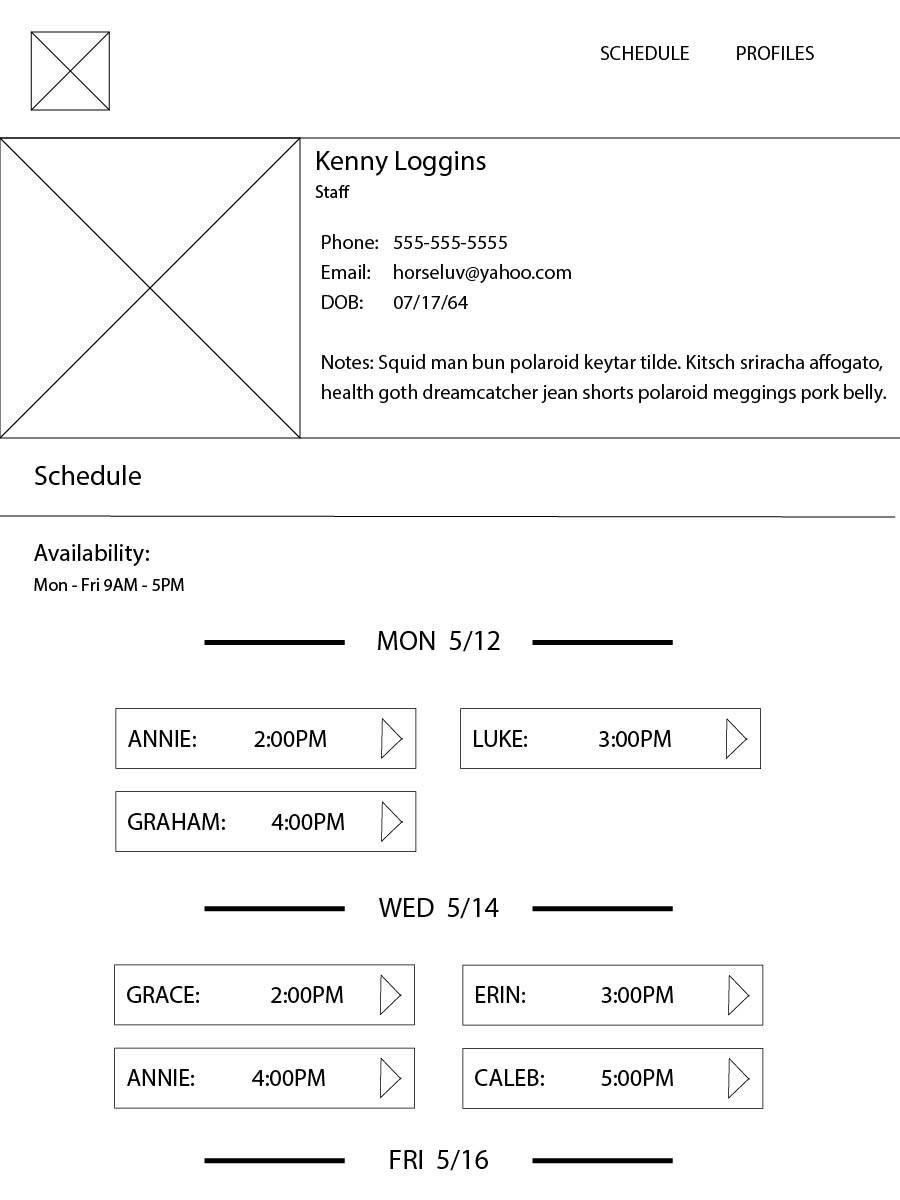 SCHEDULE PROFILES
Kenny Loggins
Staff
Phone: 555-555-5555
Email: horseluv@yahoo.com
DOB: 07/17/64
Notes: Squid man bun polaroid keytar tilde. Kitsch sriracha affogato,
health goth dreamcatcher jean shorts polaroid meggings pork belly.
Schedule
Availability:
Mon - Fri 9AM - 5PM
MON 5/12
ANNIE: 2:00PM
LUKE: 3:00PM
GRAHAM: 4:00PM
WED 5/14
GRACE: 2:00PM
ERIN: 3:00PM
ANNIE: 4:00PM
CALEB: 5:00PM
FRI 5/16